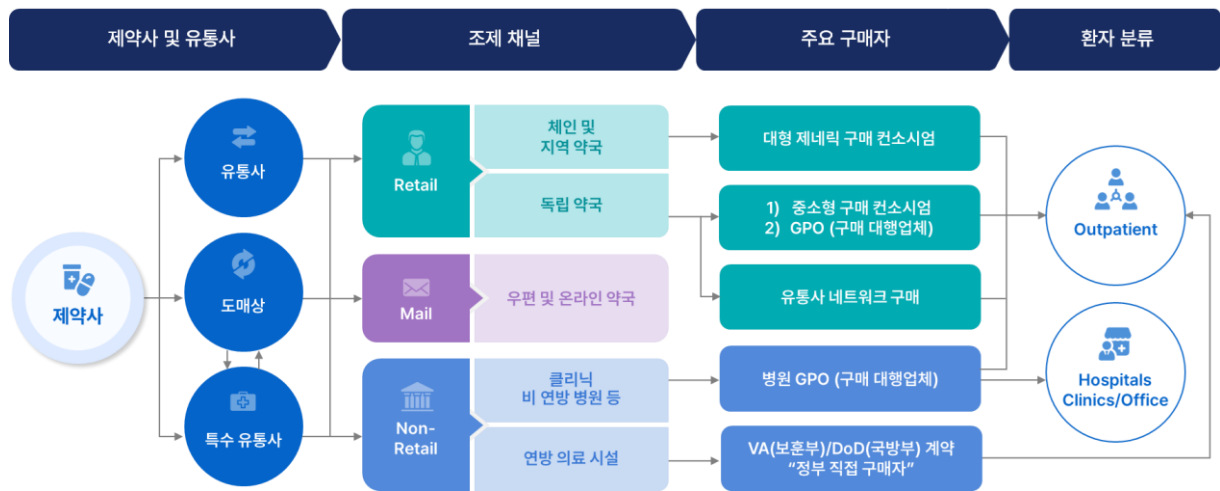 제약사 및 유통사
조제 채널
주요 구매자
환자 분류
제약사
유통사
도매상
특수 유통사
Retail
체인 및
지역 약국
독립 약국
Mail
우편 및 온라인 약국
Non-
Retail
클리닉
비 연방 병원 등
연방 의료 시설
대형 제네릭 구매 컨소시엄
1) 중소형 구매 컨소시엄
2) GPO (구매 대행업체)
유통사 네트워크 구매
병원 GPO (구매 대행업체)
VA(보훈부)/DoD(국방부) 계약
“정부 직접 구매자”
Outpatient
Hospitals
Clinics/Office